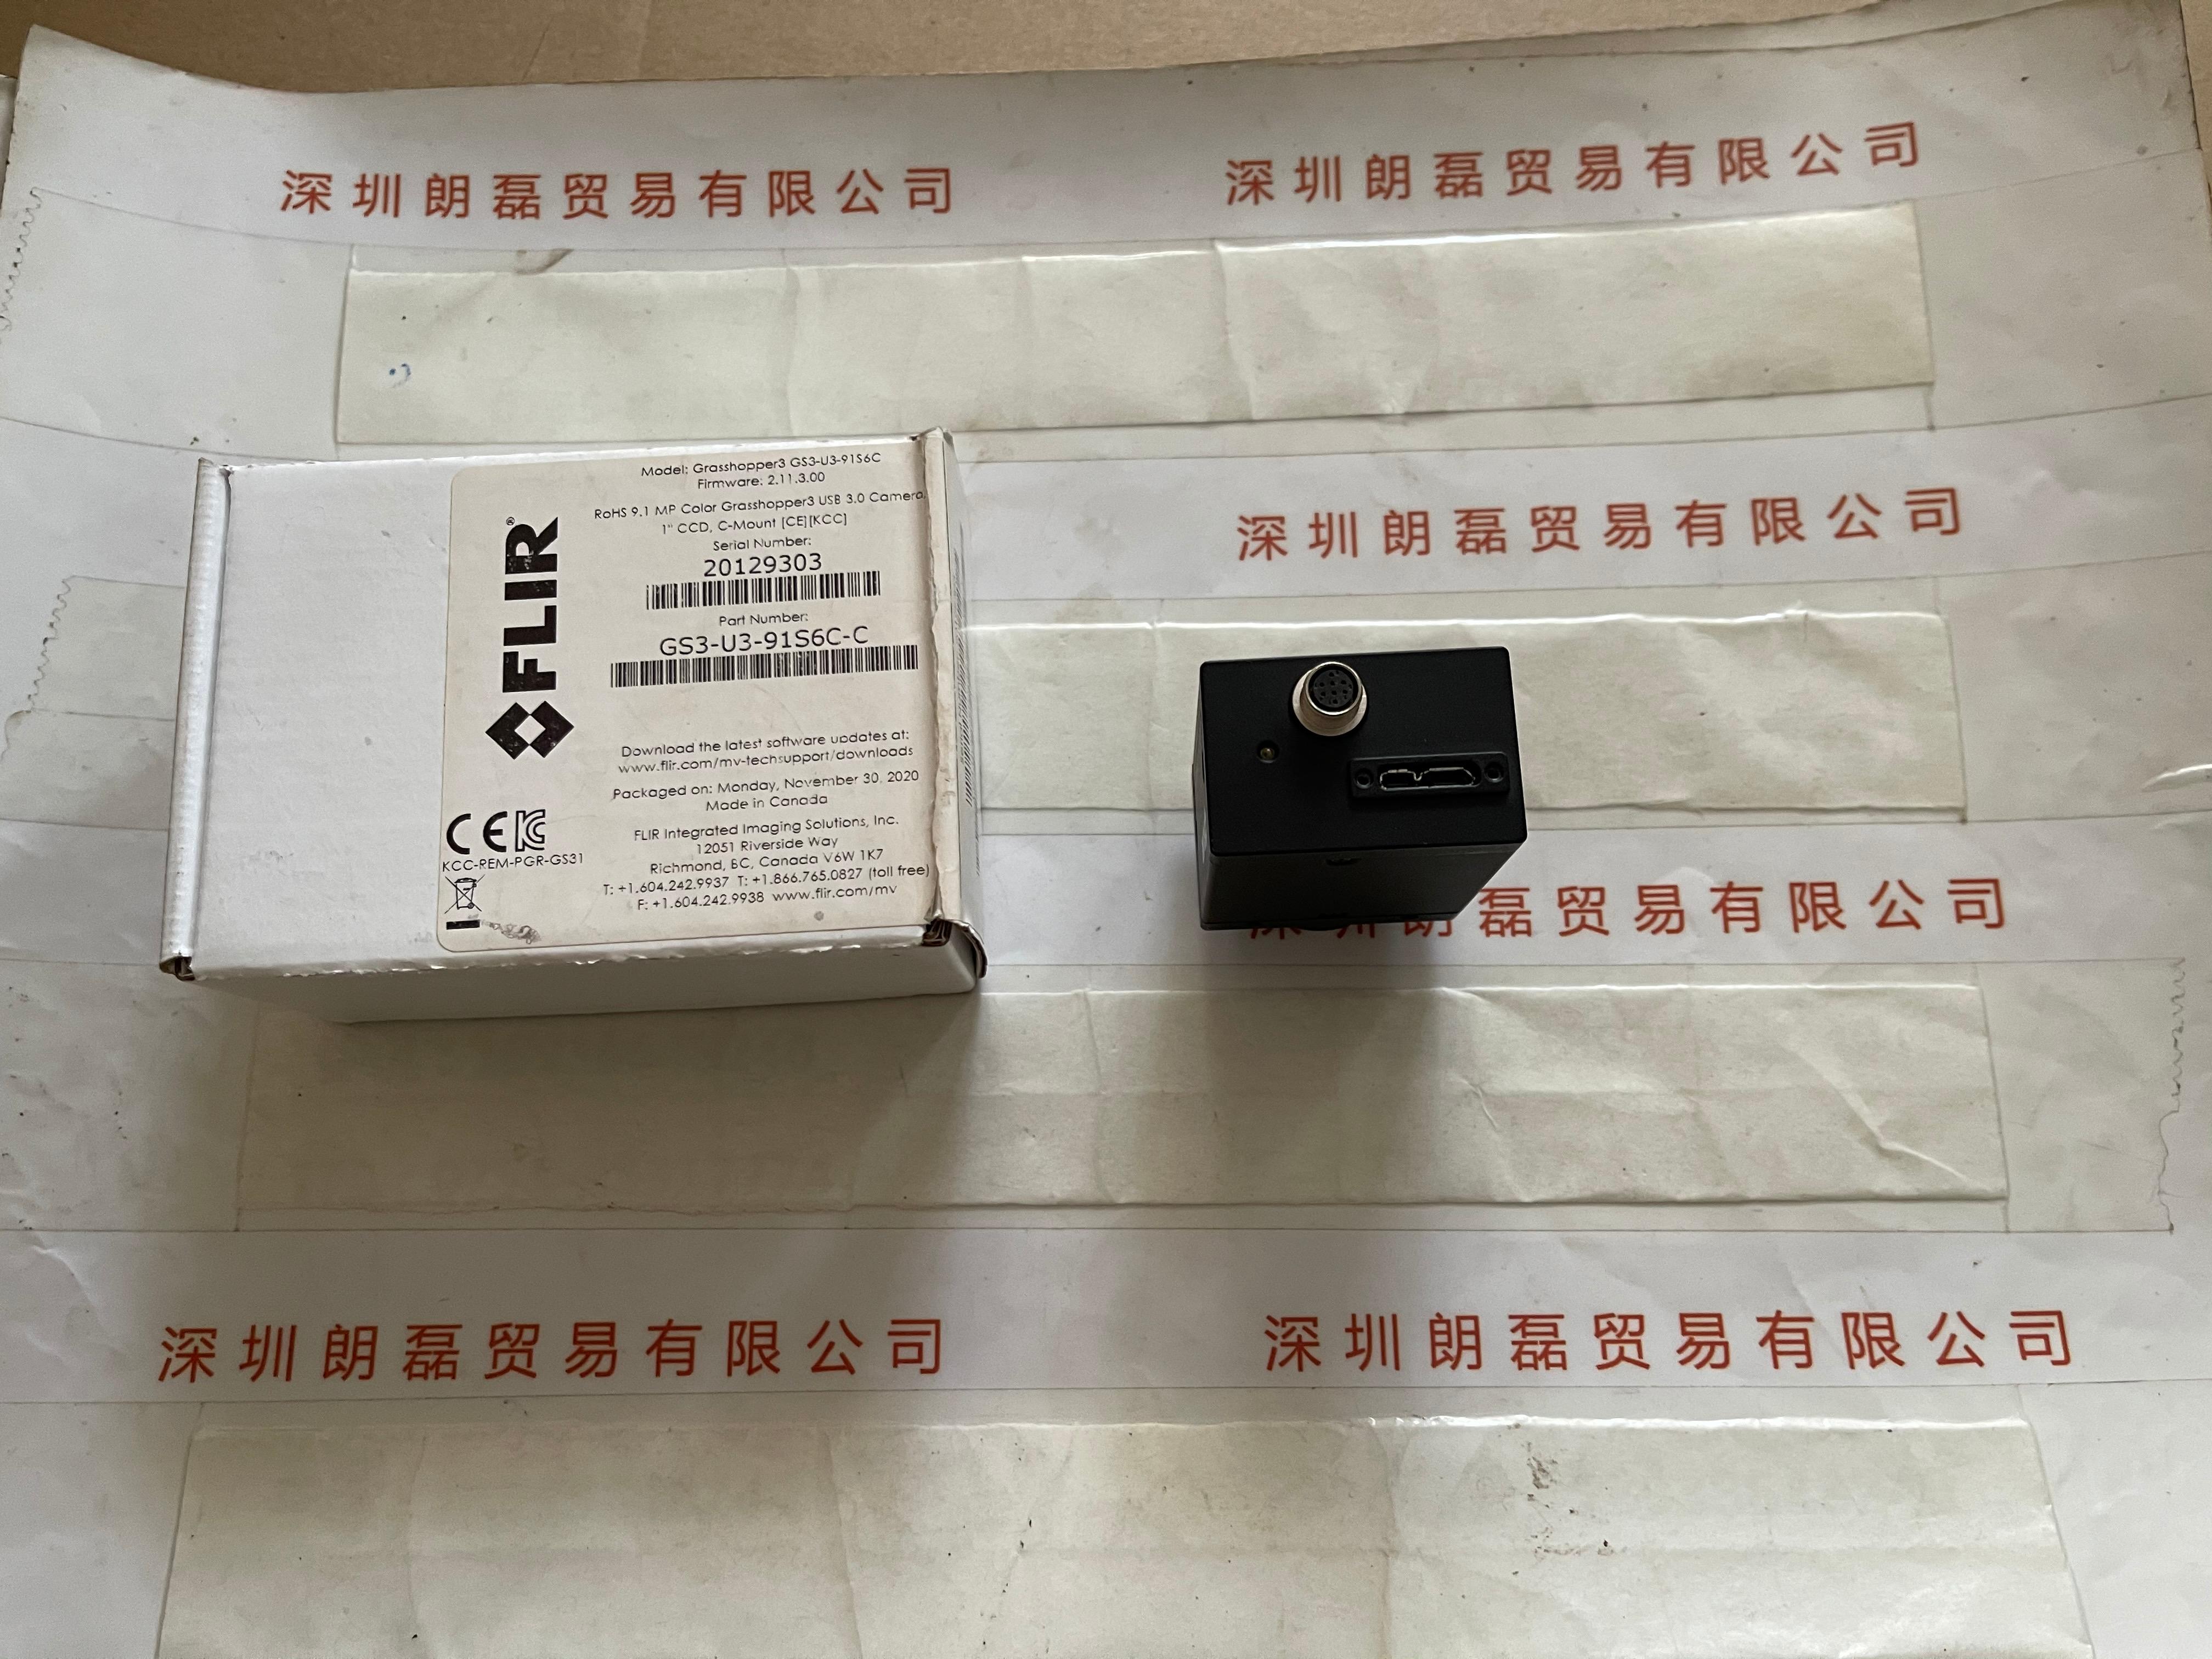 深圳朗磊贸易有限公司
深圳朗磊贸易有限公司
深圳朗磊贸易有限公司
FLIR®
Model: Grasshopper3 GS3-U3-91S6C
Firmware: 2.11.3.00
RoHS 9.1 MP Color Grasshopper3 USB 3.0 Camera,
1" CCD, C-Mount [CE][KCC]
Serial Number:
20129303
Part Number:
GS3-U3-91S6C-C
Download the latest software updates at:
www.flir.com/mv-techsupport/downloads
Packaged on: Monday, November 30, 2020
Made in Canada
FLIR Integrated Imaging Solutions, Inc.
12051 Riverside Way
Richmond, BC, Canada V6W 1K7
T: +1.604.242.9937 T: +1.866.765.0827 (toll free)
F: +1.604.242.9938 www.flir.com/mv
CE KC
KCC-REM-PGR-GS31
深圳朗磊贸易有限公司
深圳朗磊贸易有限公司
深圳朗磊贸易有限公司